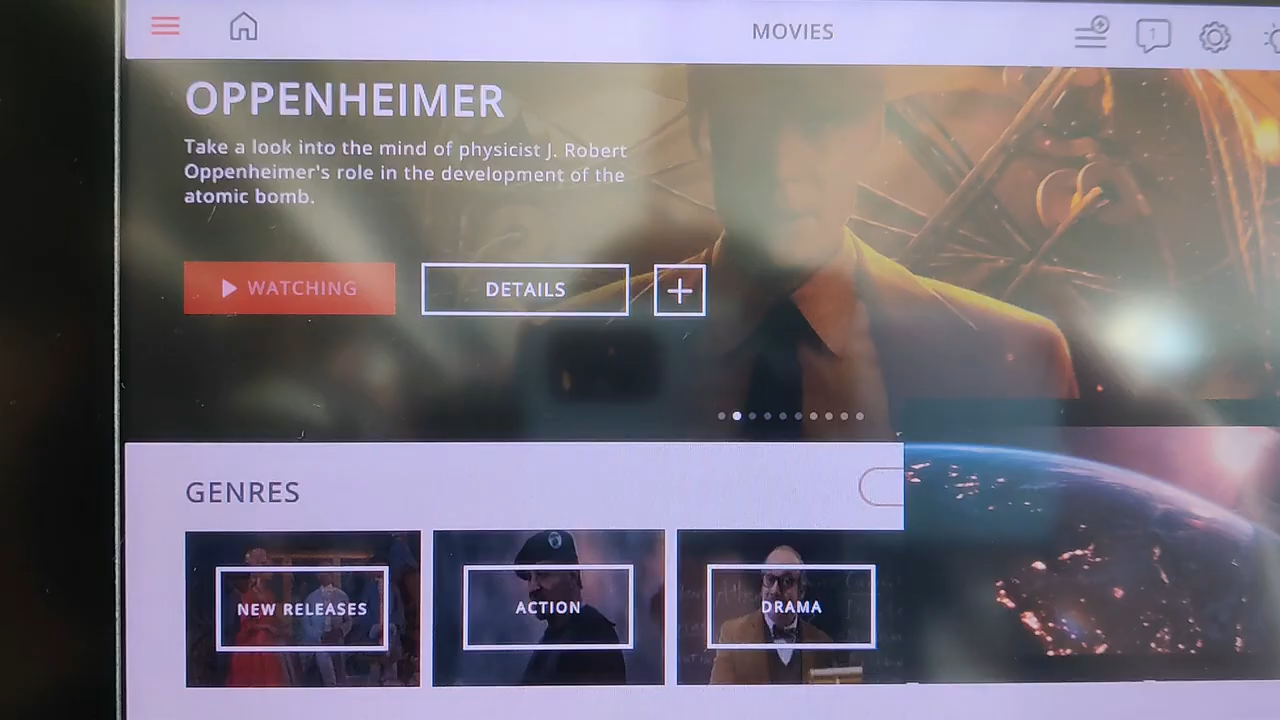 MOVIES
1
OPPENHEIMER
Take a look into the mind of physicist J. Robert
Oppenheimer's role in the development of the
atomic bomb.
WATCHING
DETAILS
GENRES
NEW RELEASES
ACTION
DRAMA